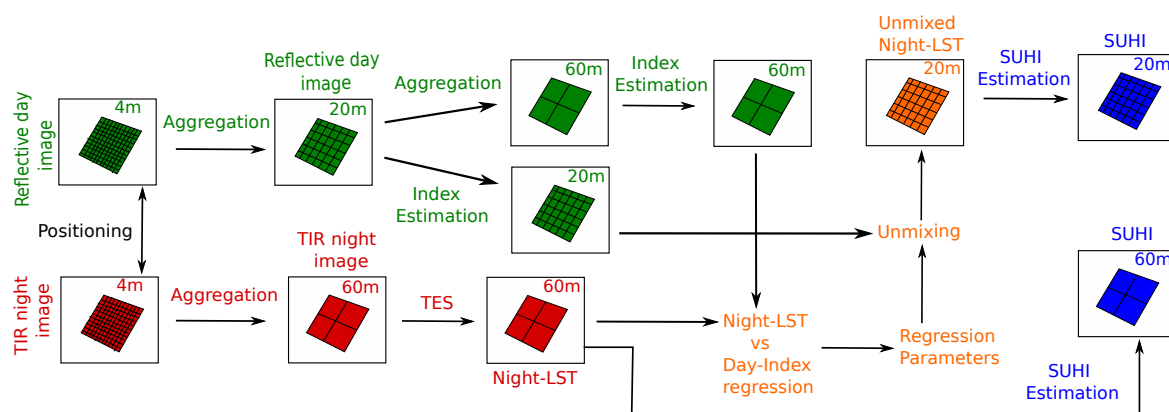 Reflective day
image
4m
Aggregation
Reflective day
image
20m
Aggregation
60m
Index
Estimation
60m
Index
Estimation
20m
Unmixed
Night-LST
20m
SUHI
Estimation
SUHI
20m
Positioning
Unmixing
TIR night
image
4m
Aggregation
TIR night
image
60m
TES
60m
Night-LST
Night-LST
vs
Day-Index
regression
Regression
Parameters
SUHI
60m
SUHI
Estimation